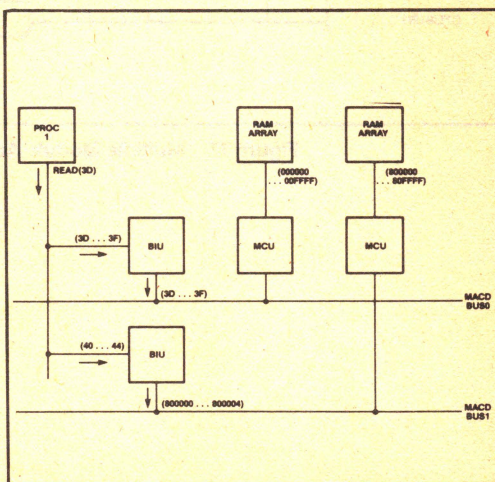 PROC
1
RAM
ARRAY
RAM
ARRAY
READ(3D)
(000000
... 00FFFF)
(800000
... 80FFFF)
(3D ... 3F)
BIU
MCU
MCU
(3D ... 3F)
MACD
BUS0
(40 ... 44)
BIU
(800000 ... 800004)
MACD
BUS1